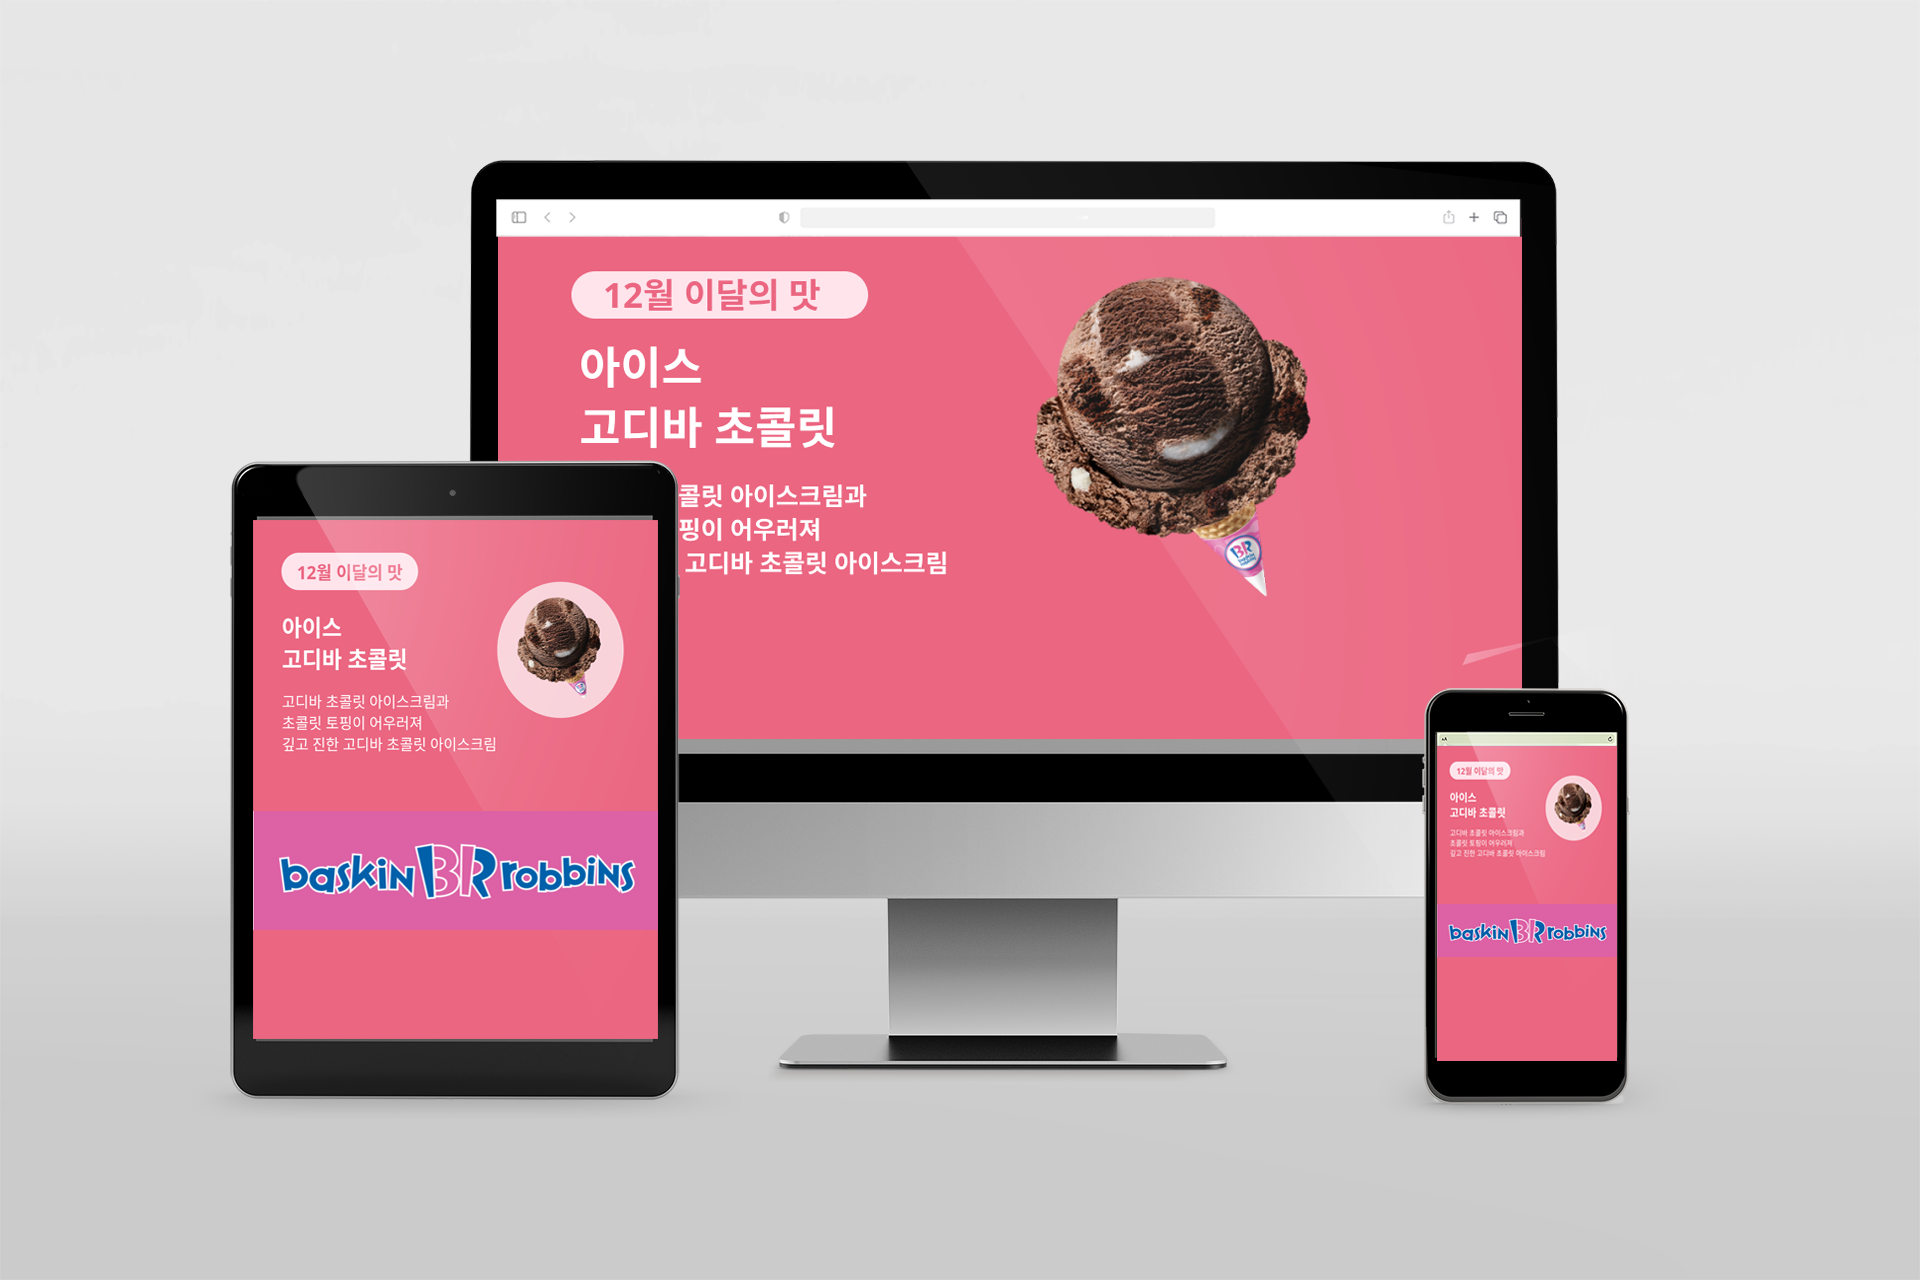 12월 이달의 맛
아이스
고디바 초콜릿
콜릿 아이스크림과
핑이 어우러져
고디바 초콜릿 아이스크림
BR
baskin robbins
12월 이달의 맛
아이스
고디바 초콜릿
고디바 초콜릿 아이스크림과
초콜릿 토핑이 어우러져
깊고 진한 고디바 초콜릿 아이스크림
baskin BR robbins
AA
12월 이달의 맛
아이스
고디바 초콜릿
고디바 초콜릿 아이스크림과
초콜릿 토핑이 어우러져
깊고 진한 고디바 초콜릿 아이스크림
baskin BR robbins